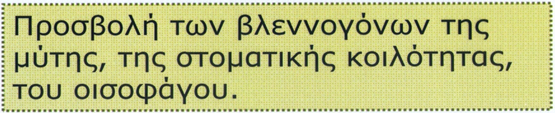 Προσβολή των βλεννογόνων της
μύτης, της στοματικής κοιλότητας,
του οισοφάγου.